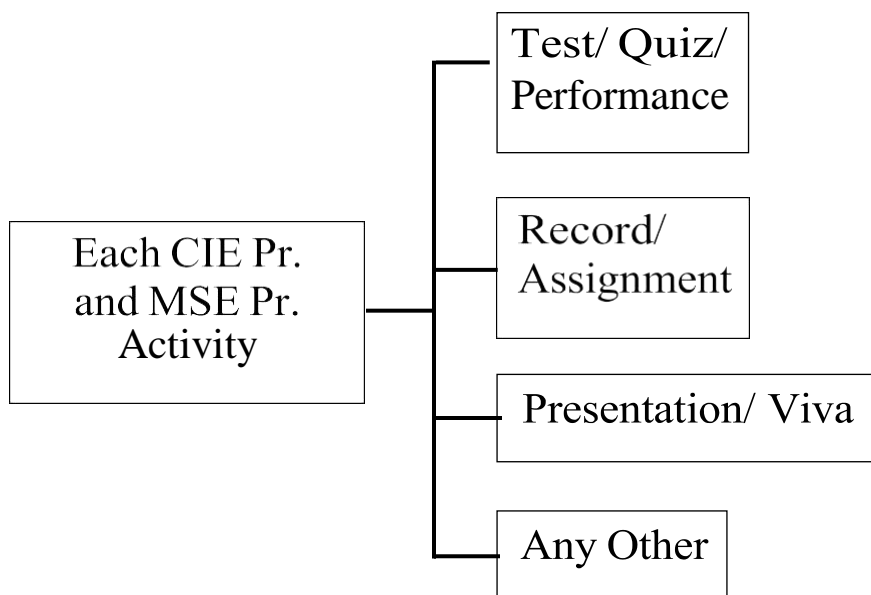 Each CIE Pr.
and MSE Pr.
Activity
Test/ Quiz/
Performance
Record/
Assignment
Presentation/ Viva
Any Other